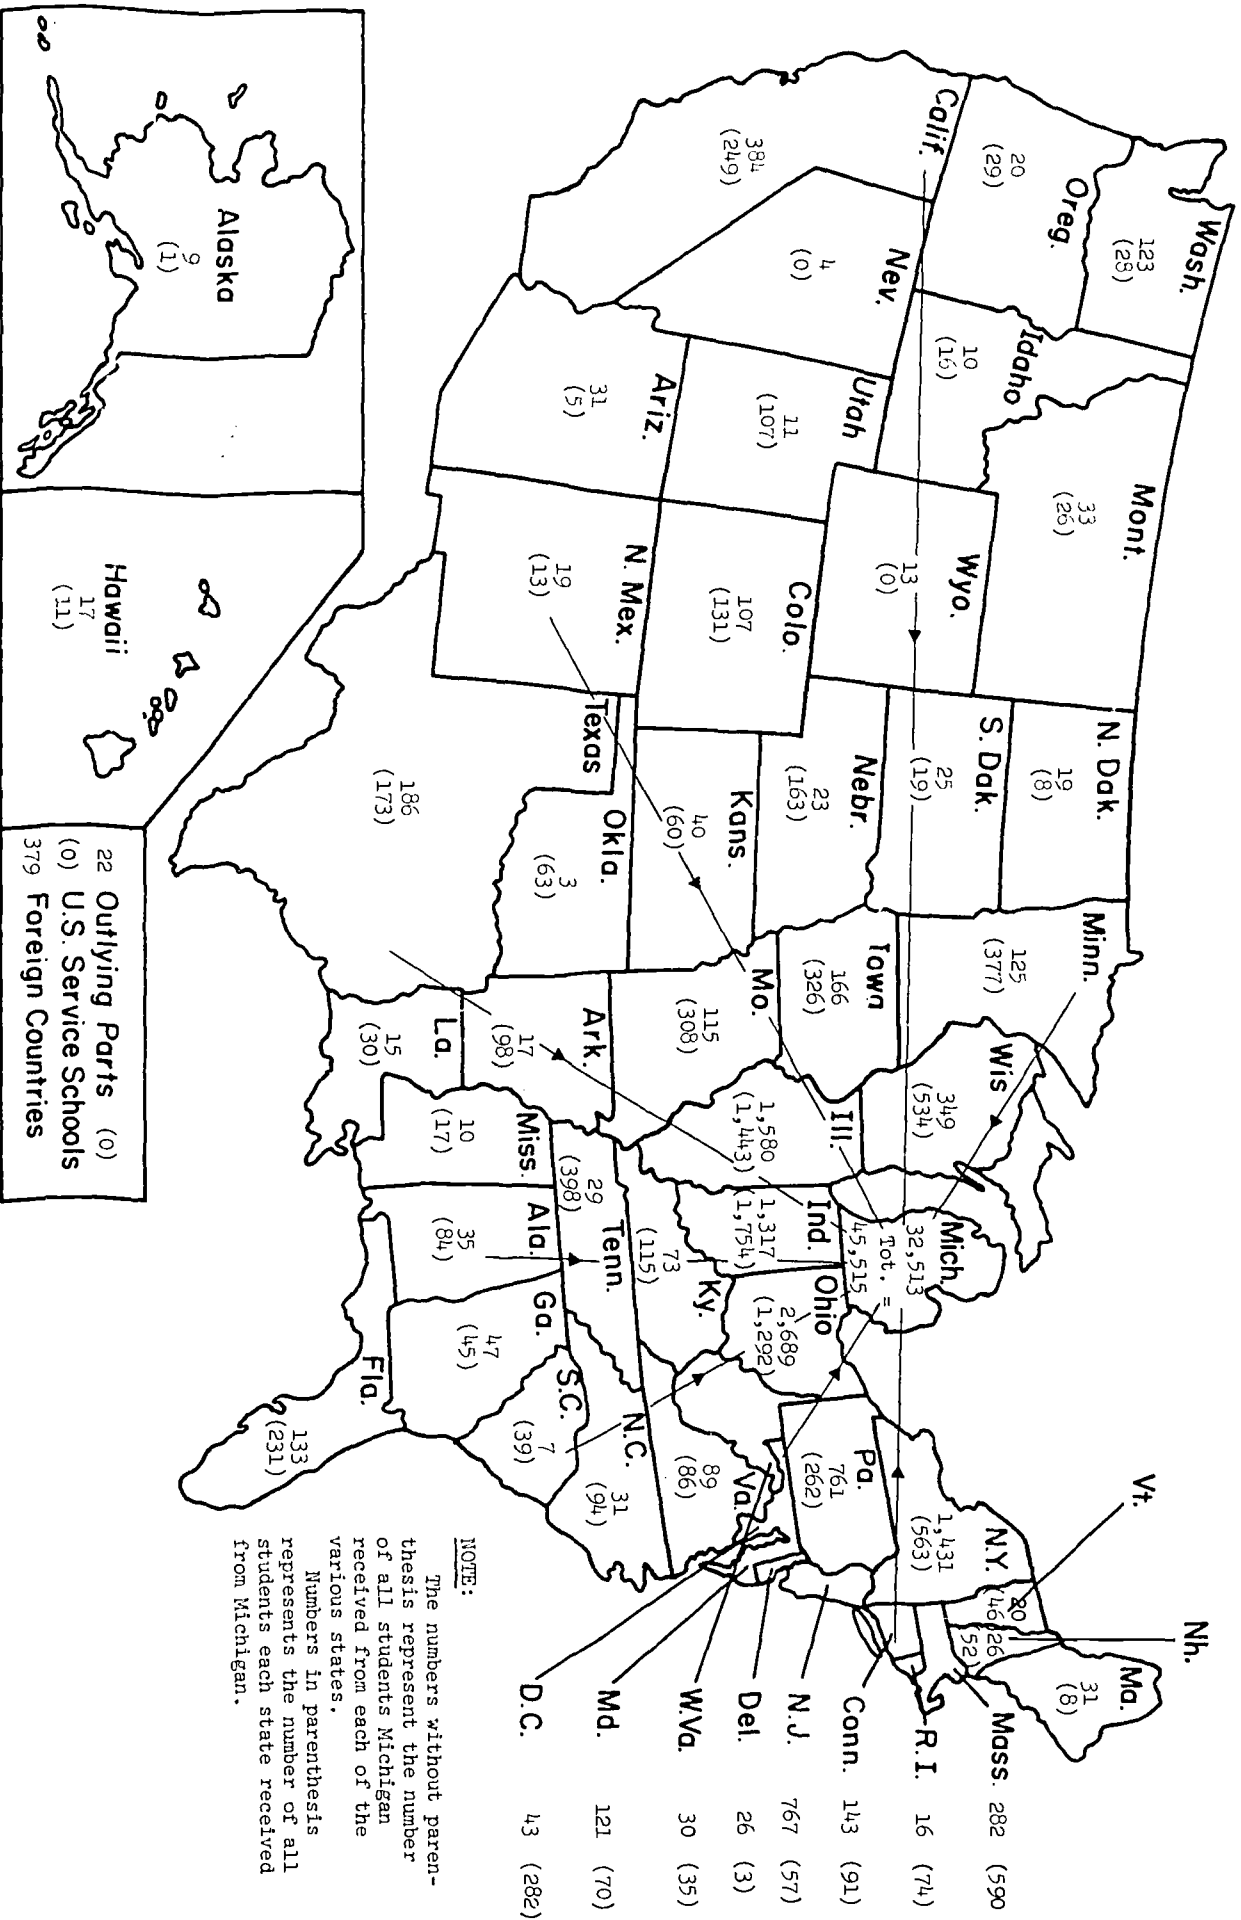 Wash.
123
(28)
Oreg.
20
(29)
Calif.
384
(249)
Nev.
4
(0)
Idaho
10
(16)
Mont.
33
(26)
Wyo.
13
(0)
Utah
11
(107)
Ariz.
31
(5)
Colo.
107
(131)
N. Mex.
19
(13)
N. Dak.
19
(8)
S. Dak.
25
(19)
Nebr.
23
(163)
Kans.
40
(60)
Okla.
3
(63)
Texas
186
(173)
Minn.
125
(377)
Iowa
166
(326)
Mo.
115
(308)
Ark.
17
(98)
La.
15
(30)
Wis
349
(534)
Ill.
1,580
(1,443)
Mich.
32,513
Tot. =
45,515
Ind.
1,317
(1,754)
Ohio
2,689
(1,292)
Ky.
73
(115)
Tenn.
29
(398)
Miss.
10
(17)
Ala.
35
(84)
Ga.
47
(45)
Fla.
133
(231)
S.C.
7
(39)
N.C.
31
(94)
Va.
89
(86)
Pa.
761
(262)
N.Y.
1,431
(563)
Vt.
20
(46)
Nh.
26
(52)
Ma.
31
(8)
Mass. 282 (590
R.I. 16 (74)
Conn. 143 (91)
N.J. 767 (57)
Del. 26 (3)
W.Va. 30 (35)
Md. 121 (70)
D.C. 43 (282)
Alaska
9
(1)
Hawaii
17
(11)
22 Outlying Parts (0)
(0) U.S. Service Schools
379 Foreign Countries
NOTE:
The numbers without paren-
thesis represent the number
of all students Michigan
received from each of the
various states.
Numbers in parenthesis
represents the number of all
students each state received
from Michigan.